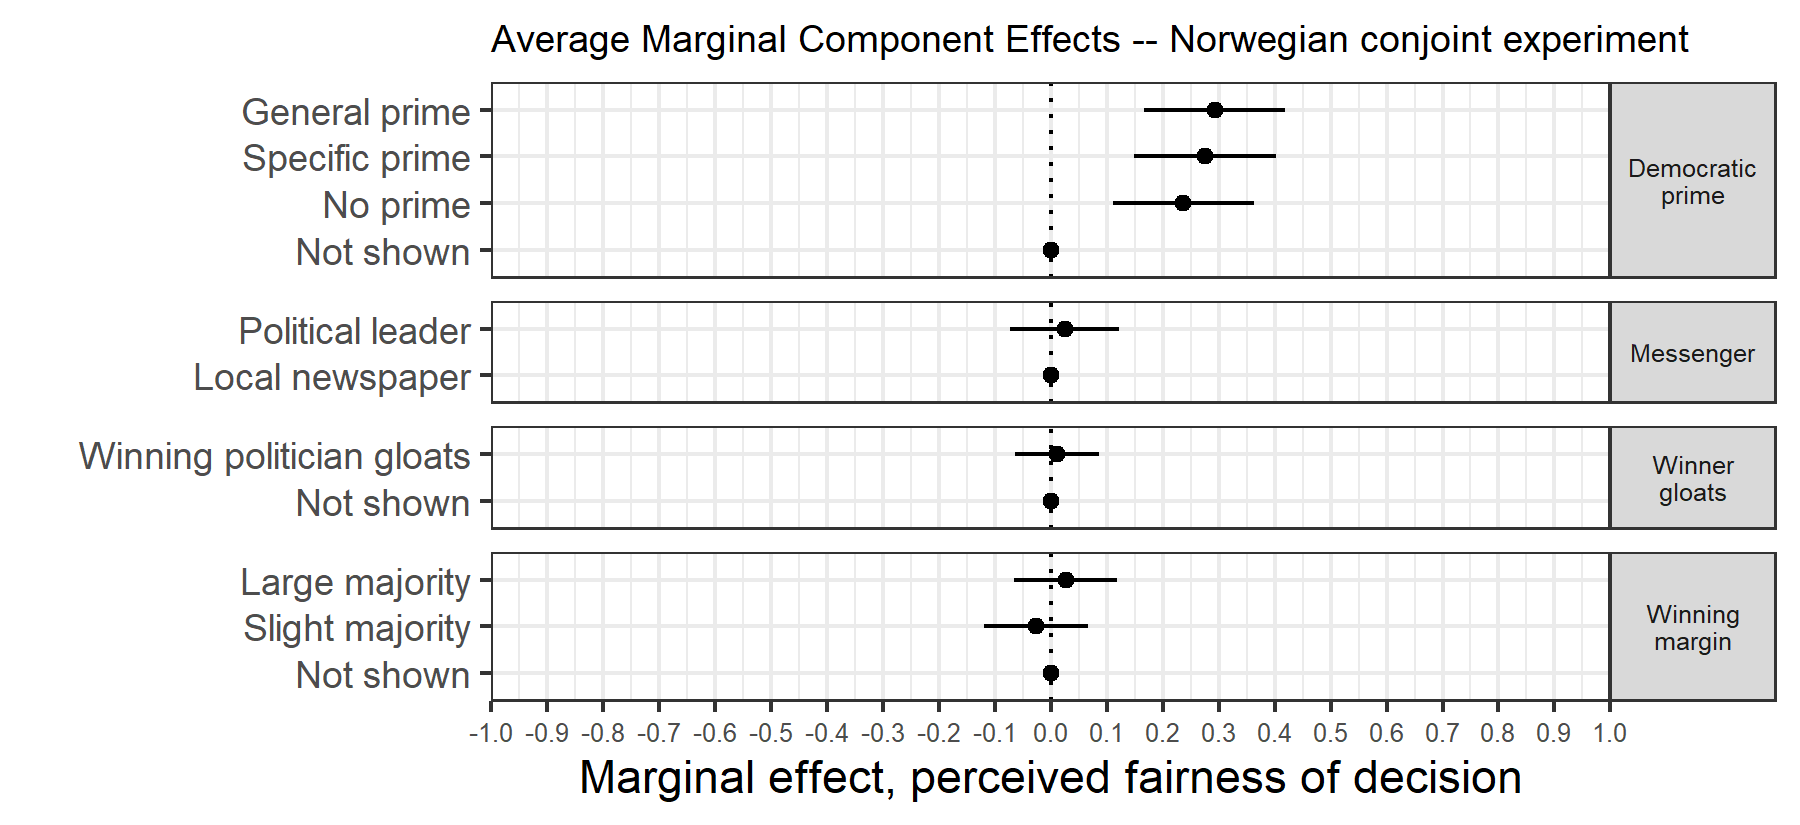 Average Marginal Component Effects -- Norwegian conjoint experiment
General prime
Specific prime
No prime
Not shown
Democratic
prime
Political leader
Local newspaper
Messenger
Winning politician gloats
Not shown
Winner
gloats
Large majority
Slight majority
Not shown
Winning
margin
-1.0 -0.9 -0.8 -0.7 -0.6 -0.5 -0.4 -0.3 -0.2 -0.1 0.0 0.1 0.2 0.3 0.4 0.5 0.6 0.7 0.8 0.9 1.0
Marginal effect, perceived fairness of decision